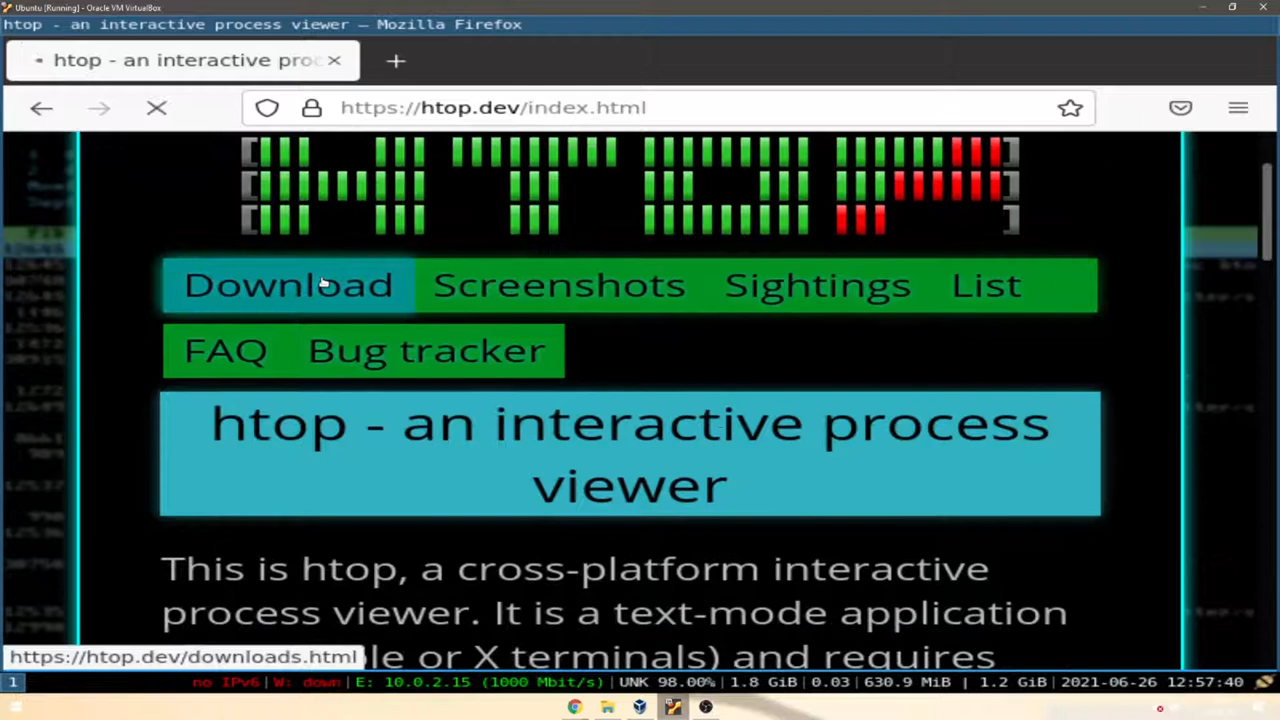 Ubuntu [Running] - Oracle VM VirtualBox
htop - an interactive process viewer — Mozilla Firefox
htop - an interactive proc
https://htop.dev/index.html
HTOP
Download Screenshots Sightings List
FAQ Bug tracker
htop - an interactive process
viewer
This is htop, a cross-platform interactive
process viewer. It is a text-mode application
le or X terminals) and requires
https://htop.dev/downloads.html
1 no IPv6|W: down|E: 10.0.2.15 (1000 Mbit/s)|UNK 98.00%|1.8 GiB|0.03|630.9 MiB | 1.2 GiB|2021-06-26 12:57:40